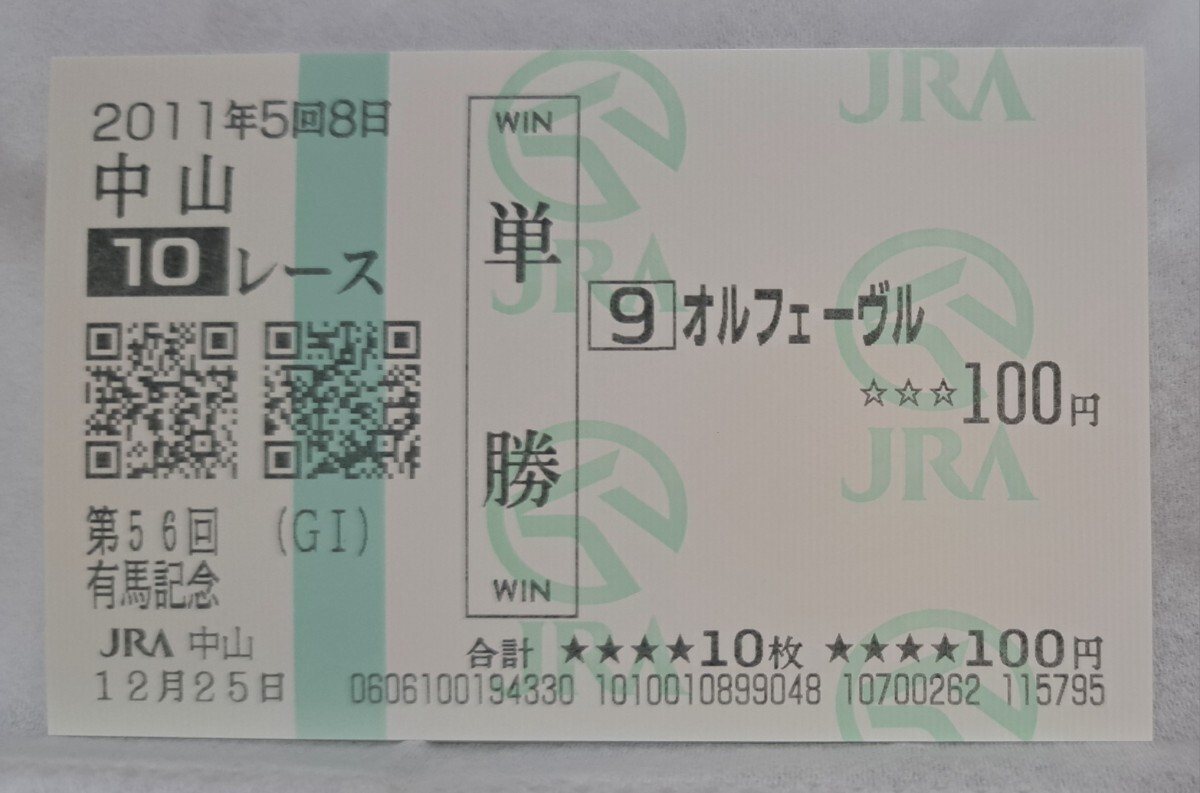 2011年5回8日
中山
10レース
第56回 (GI)
有馬記念
JRA 中山
12月25日
WIN
単勝
WIN
9 オルフェーヴル
☆☆☆100円
合計 ★★★★10枚 ★★★★100円
0606100194330 1010010899048 10700262 115795
JRA
JRA
JRA
JRA